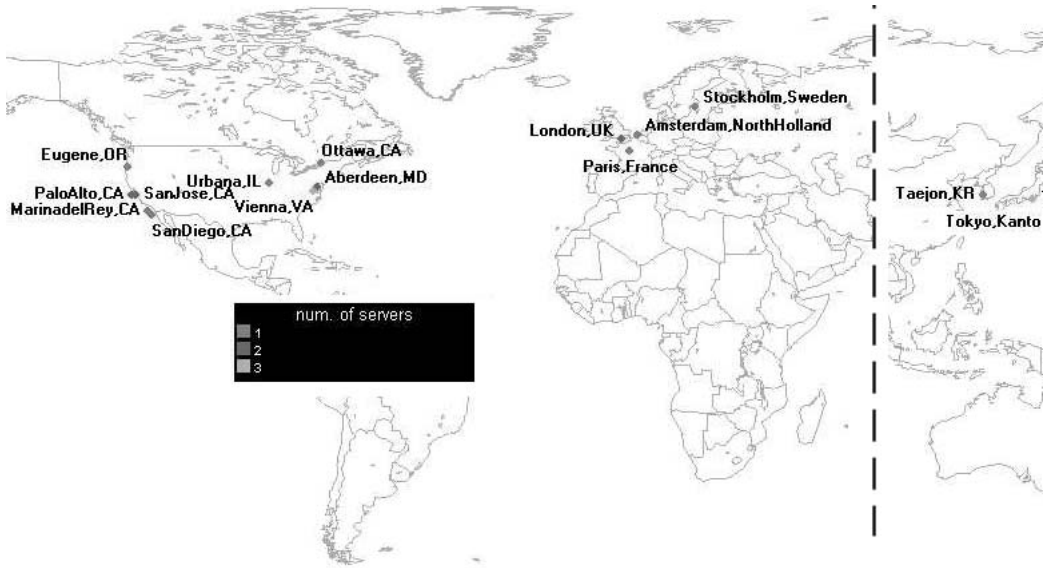 Stockholm,Sweden
London,UK
Amsterdam,NorthHolland
Paris,France
Ottawa,CA
Eugene,OR
Urbana,IL
Aberdeen,MD
PaloAlto,CA
SanJose,CA
Vienna,VA
MarinadelRey,CA
SanDiego,CA
Taejon,KR
Tokyo,Kanto
num. of servers
1
2
3